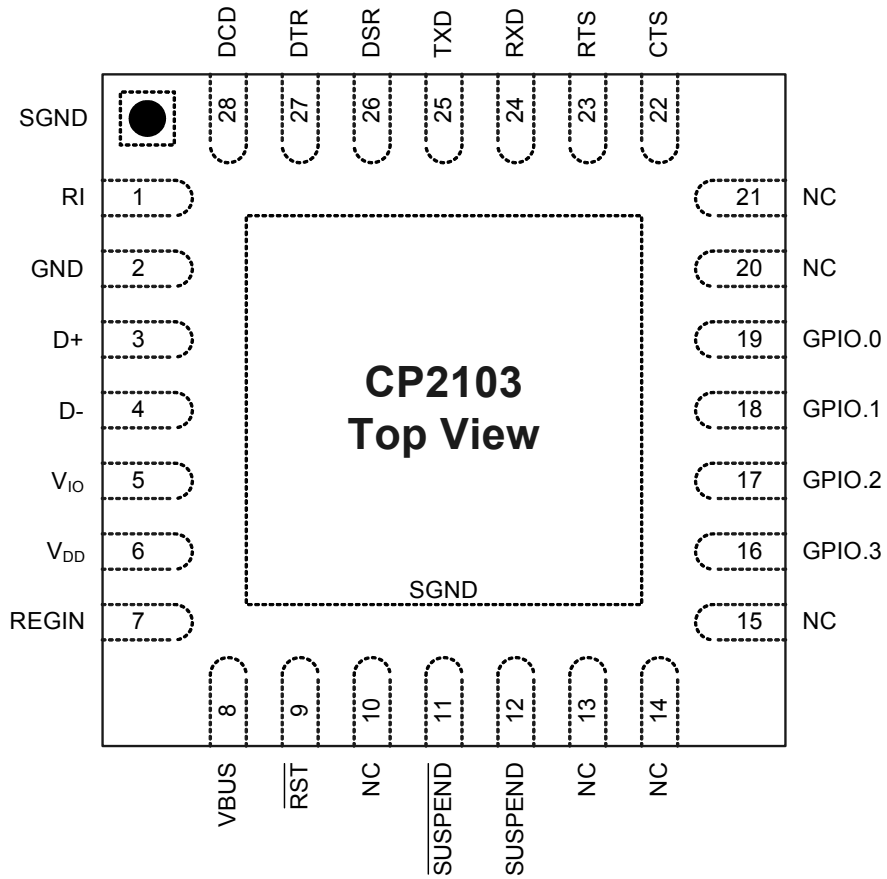 DCD
DTR
DSR
TXD
RXD
RTS
CTS
28
27
26
25
24
23
22
SGND
RI 1
GND 2
D+ 3
D- 4
VIO 5
VDD 6
REGIN 7
21 NC
20 NC
19 GPIO.0
18 GPIO.1
17 GPIO.2
16 GPIO.3
15 NC
CP2103
Top View
SGND
8
9
10
11
12
13
14
VBUS
RST
NC
SUSPEND
SUSPEND
NC
NC